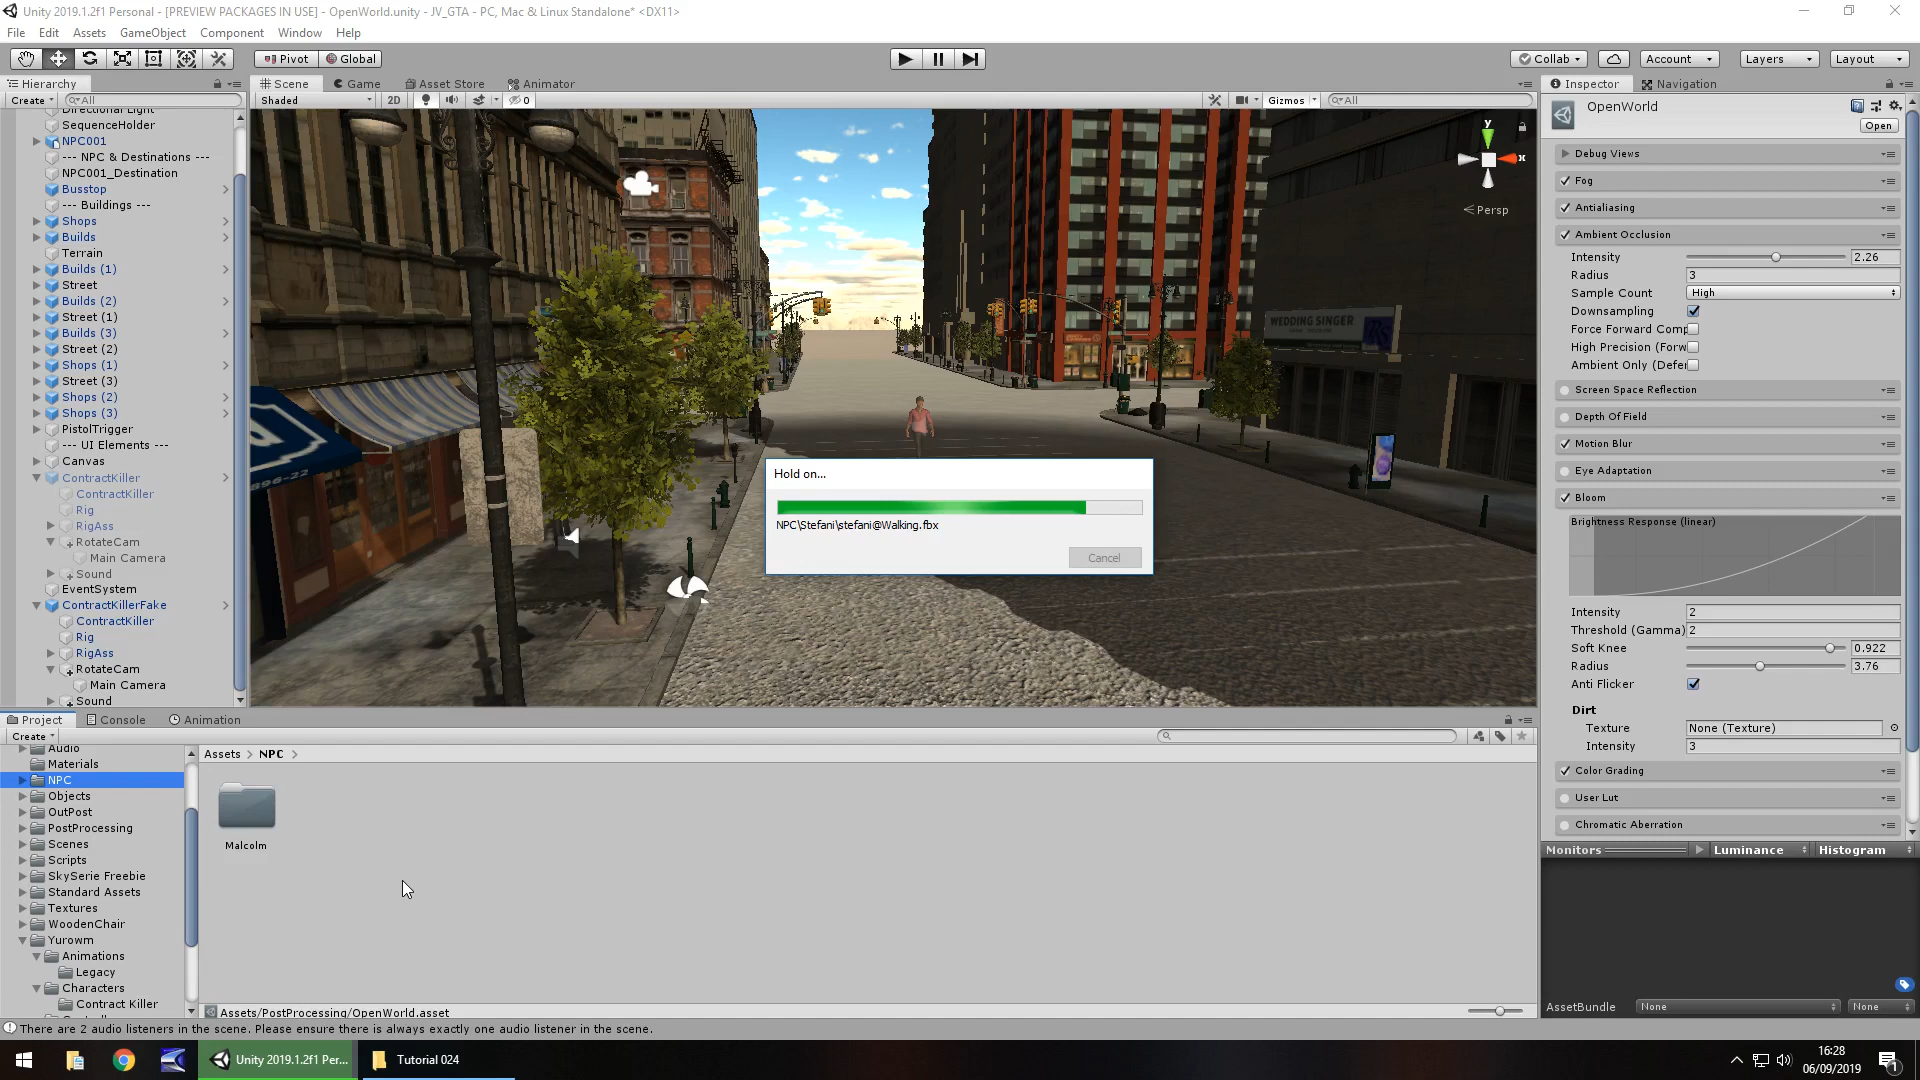 Unity 2019.1.2f1 Personal - [PREVIEW PACKAGES IN USE] - OpenWorld.unity - JV_GTA - PC, Mac & Linux Standalone* <DX11>
File Edit Assets GameObject Component Window Help
Pivot Global Collab Account Layers Layout
Hierarchy
Create All
Directional Light
SequenceHolder
NPC001
--- NPC & Destinations ---
NPC001_Destination
Busstop
--- Buildings ---
Shops
Builds
Terrain
Builds (1)
Street
Builds (2)
Street (1)
Builds (3)
Street (2)
Shops (1)
Street (3)
Shops (2)
Shops (3)
PistolTrigger
--- UI Elements ---
Canvas
ContractKiller
ContractKiller
Rig
RigAss
RotateCam
Main Camera
Sound
EventSystem
ContractKillerFake
ContractKiller
Rig
RigAss
RotateCam
Main Camera
Sound
Scene Game Asset Store Animator
Shaded 2D 0 Gizmos All
y
x
Persp
WEDDING SINGER
896-22
Hold on...
NPC\Stefani\stefani@Walking.fbx
Cancel
Inspector Navigation
OpenWorld
Open
Debug Views
Fog
Antialiasing
Ambient Occlusion
Intensity 2.26
Radius 3
Sample Count High
Downsampling
Force Forward Comp
High Precision (Forw
Ambient Only (Defer
Screen Space Reflection
Depth Of Field
Motion Blur
Eye Adaptation
Bloom
Brightness Response (linear)
Intensity 2
Threshold (Gamma) 2
Soft Knee 0.922
Radius 3.76
Anti Flicker
Dirt
Texture None (Texture)
Intensity 3
Color Grading
User Lut
Chromatic Aberration
Monitors Luminance Histogram
AssetBundle None None
Project Console Animation
Create
Audio
Materials
NPC
Objects
OutPost
PostProcessing
Scenes
Scripts
SkySerie Freebie
Standard Assets
Textures
WoodenChair
Yurowm
Animations
Legacy
Characters
Contract Killer
Assets > NPC >
Malcolm
Assets/PostProcessing/OpenWorld.asset
There are 2 audio listeners in the scene. Please ensure there is always exactly one audio listener in the scene.
Unity 2019.1.2f1 Per...
Tutorial 024
16:28
06/09/2019
1